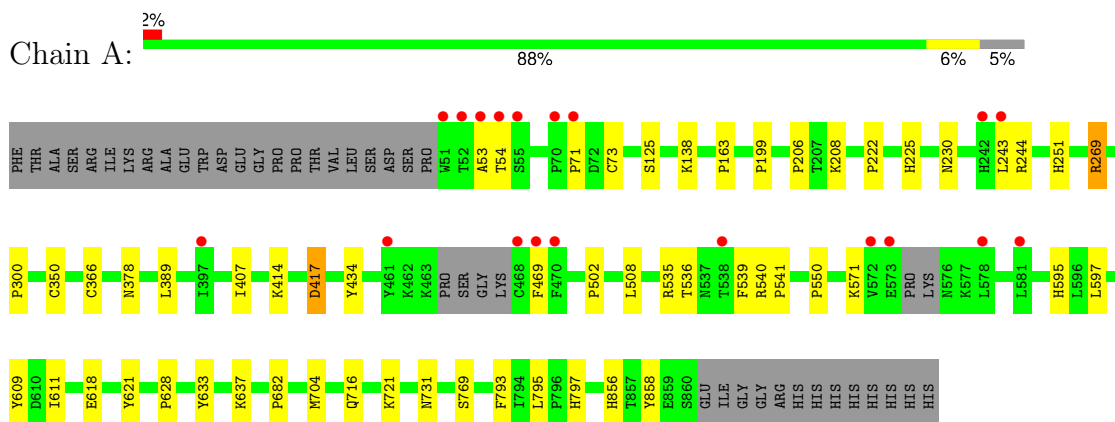 2%
Chain A:
88% 6% 5%
PHE THR ALA SER ARG ILE LYS ARG ALA GLU TRP ASP ALA GLU GLY PRO PRO THR VAL LEU SER ASP SER PRO W51 T52 A53 T54 S55 P70 P71 D72 C73 S125 K138 P163 P199 P206 T207 K208 P222 H225 N230 H242 L243 R244 H251 R269
P300 C350 C366 N378 L389 I397 I407 K414 D417 Y434 Y461 K462 K463 PRO SER GLY LYS C468 F469 F470 P502 L508 R535 T536 N537 T538 F539 R540 P541 P550 K571 V572 E573 PRO LYS N576 K577 L578 L581 H595 L596 L597
Y609 D610 I611 E618 Y621 P628 Y633 K637 P682 M704 Q716 K721 N731 S769 F793 I794 L795 P796 H797 H856 T857 Y858 E859 S860 GLU ILE GLY GLY ARG HIS HIS HIS HIS HIS HIS HIS HIS